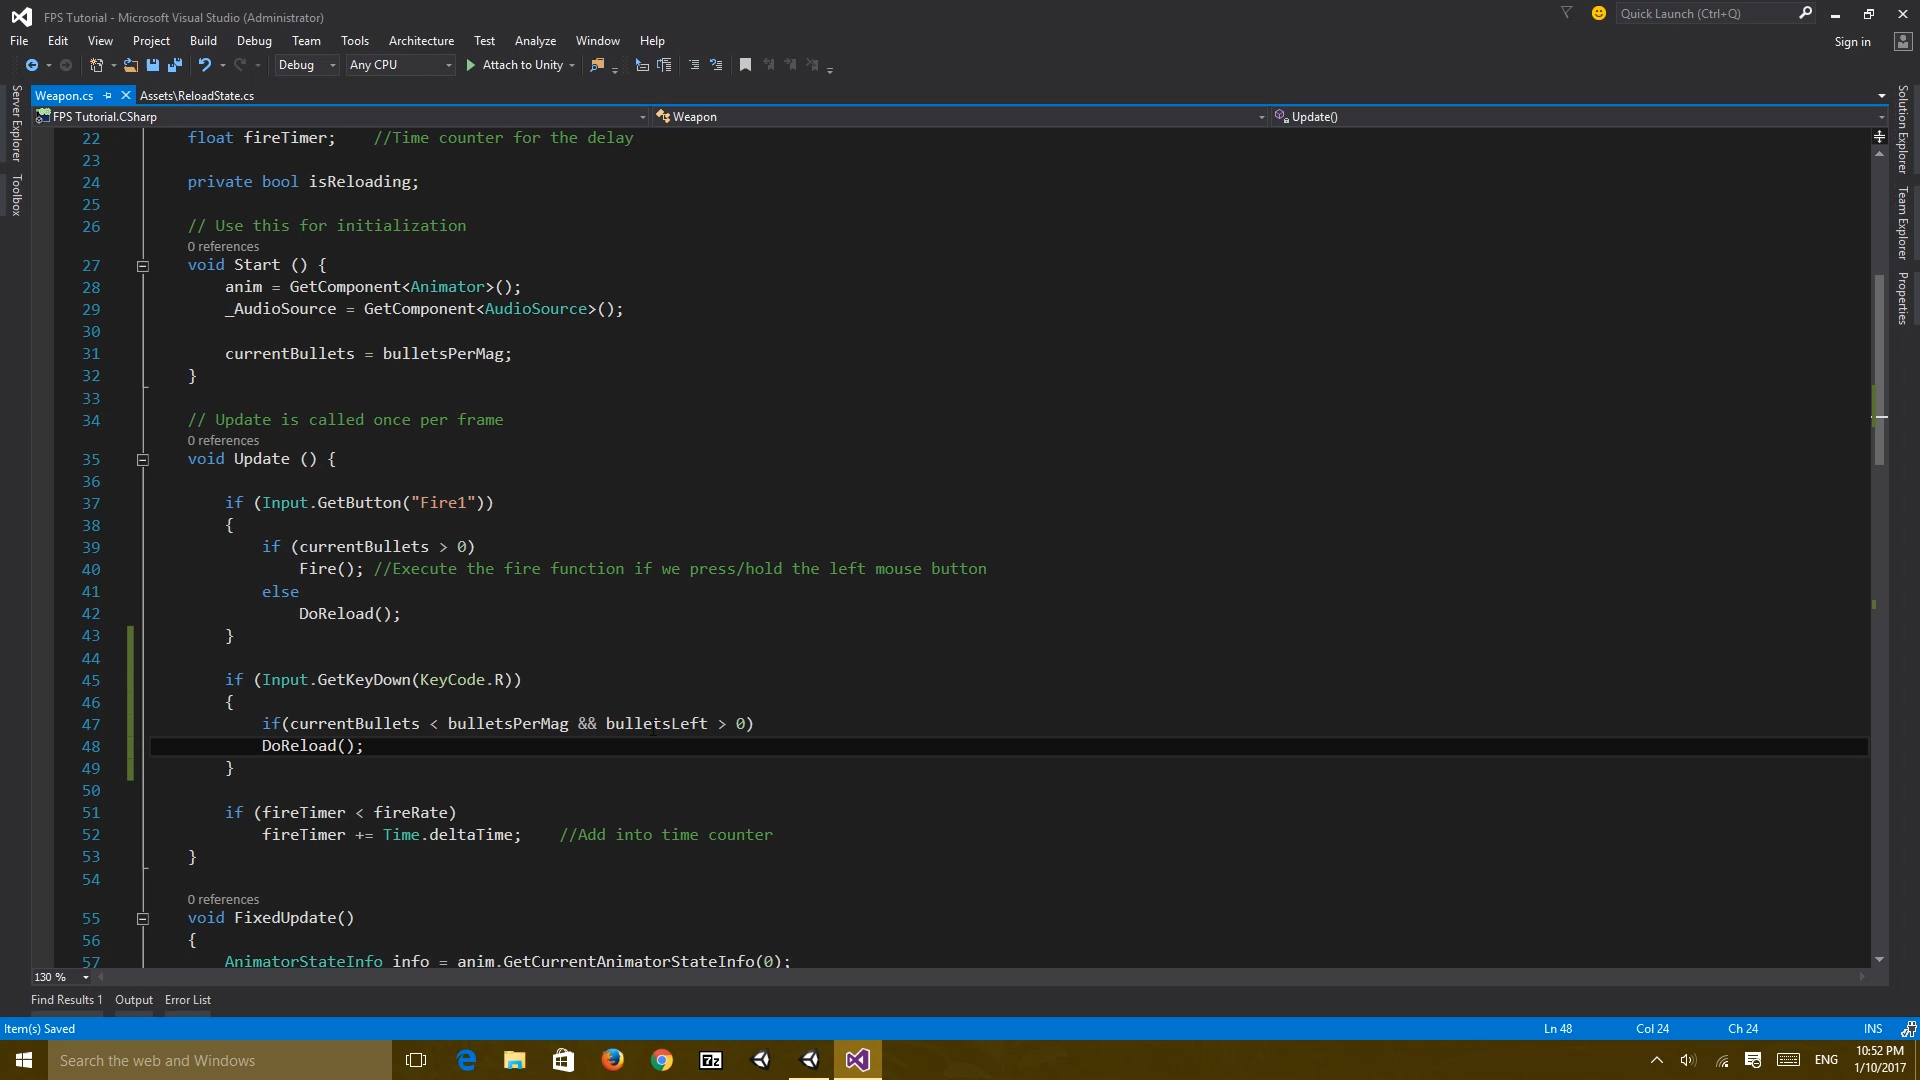 FPS Tutorial - Microsoft Visual Studio (Administrator)
Quick Launch (Ctrl+Q)
File Edit View Project Build Debug Team Tools Architecture Test Analyze Window Help
Sign in
Debug Any CPU Attach to Unity
Weapon.cs Assets\ReloadState.cs
FPS Tutorial.CSharp Weapon Update()
Server Explorer
Toolbox
Solution Explorer
Team Explorer
Properties
22 float fireTimer; //Time counter for the delay
23
24 private bool isReloading;
25
26 // Use this for initialization
0 references
27 void Start () {
28 anim = GetComponent<Animator>();
29 _AudioSource = GetComponent<AudioSource>();
30
31 currentBullets = bulletsPerMag;
32 }
33
34 // Update is called once per frame
0 references
35 void Update () {
36
37 if (Input.GetButton("Fire1"))
38 {
39 if (currentBullets > 0)
40 Fire(); //Execute the fire function if we press/hold the left mouse button
41 else
42 DoReload();
43 }
44
45 if (Input.GetKeyDown(KeyCode.R))
46 {
47 if(currentBullets < bulletsPerMag && bulletsLeft > 0)
48 DoReload();
49 }
50
51 if (fireTimer < fireRate)
52 fireTimer += Time.deltaTime; //Add into time counter
53 }
54
0 references
55 void FixedUpdate()
56 {
57 AnimatorStateInfo info = anim.GetCurrentAnimatorStateInfo(0);
130 %
Find Results 1 Output Error List
Item(s) Saved Ln 48 Col 24 Ch 24 INS
Search the web and Windows
7z
ENG
10:52 PM
1/10/2017